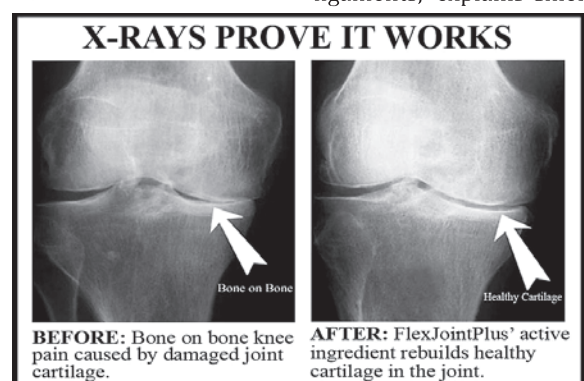 X-RAYS PROVE IT WORKS
Bone on Bone
Healthy Cartilage
BEFORE: Bone on bone knee
pain caused by damaged joint
cartilage.
AFTER: FlexJointPlus’ active
ingredient rebuilds healthy
cartilage in the joint.